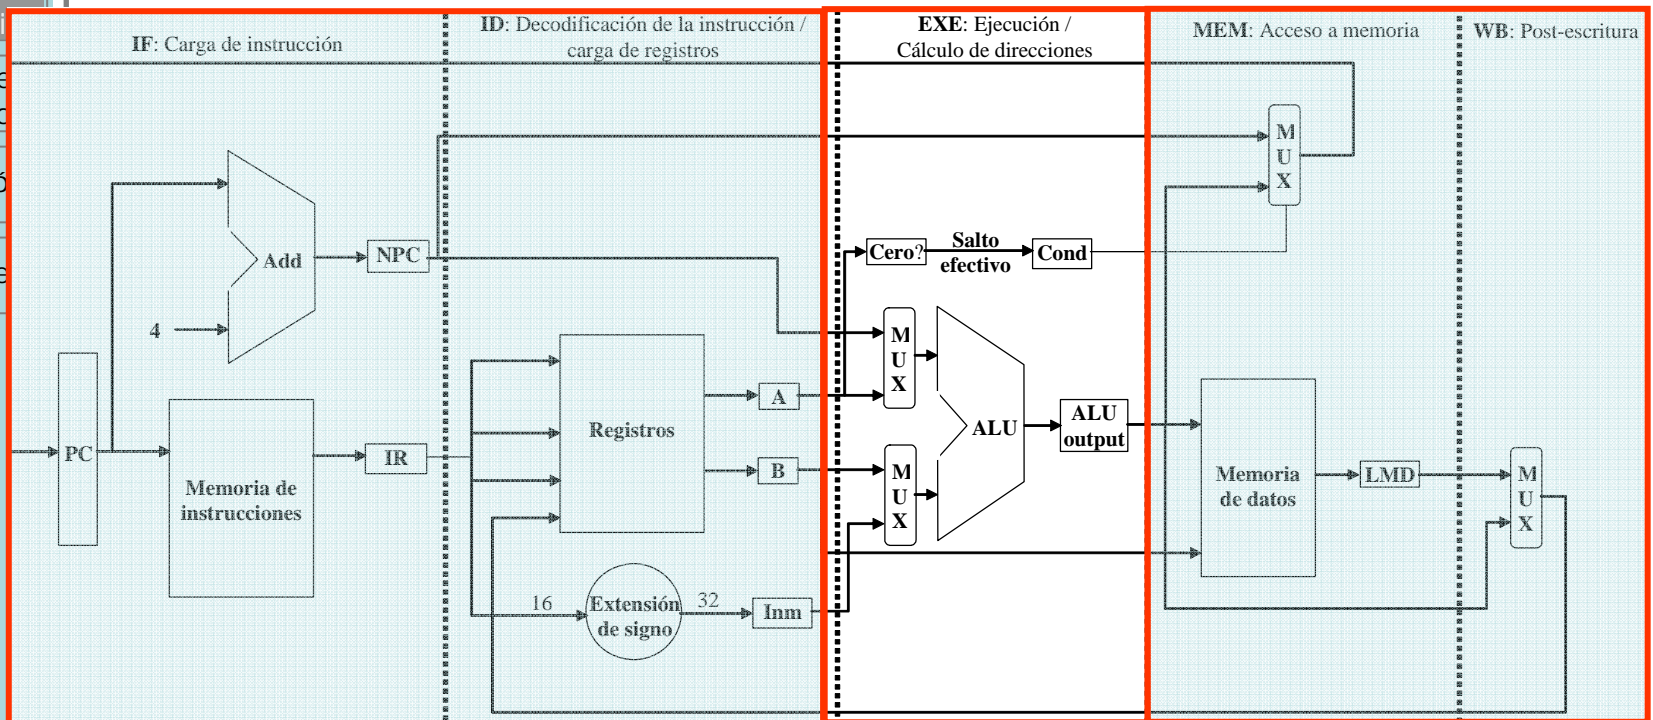 IF: Carga de instrucción
ID: Decodificación de la instrucción /
carga de registros
EXE: Ejecución /
Cálculo de direcciones
MEM: Acceso a memoria
WB: Post-escritura
M
U
X
Add
NPC
4
Cero?
Salto
efectivo
Cond
M
U
X
PC
Memoria de
instrucciones
IR
Registros
A
B
M
U
X
ALU
ALU
output
Memoria
de datos
LMD
M
U
X
16
Extensión
de signo
32
Inm